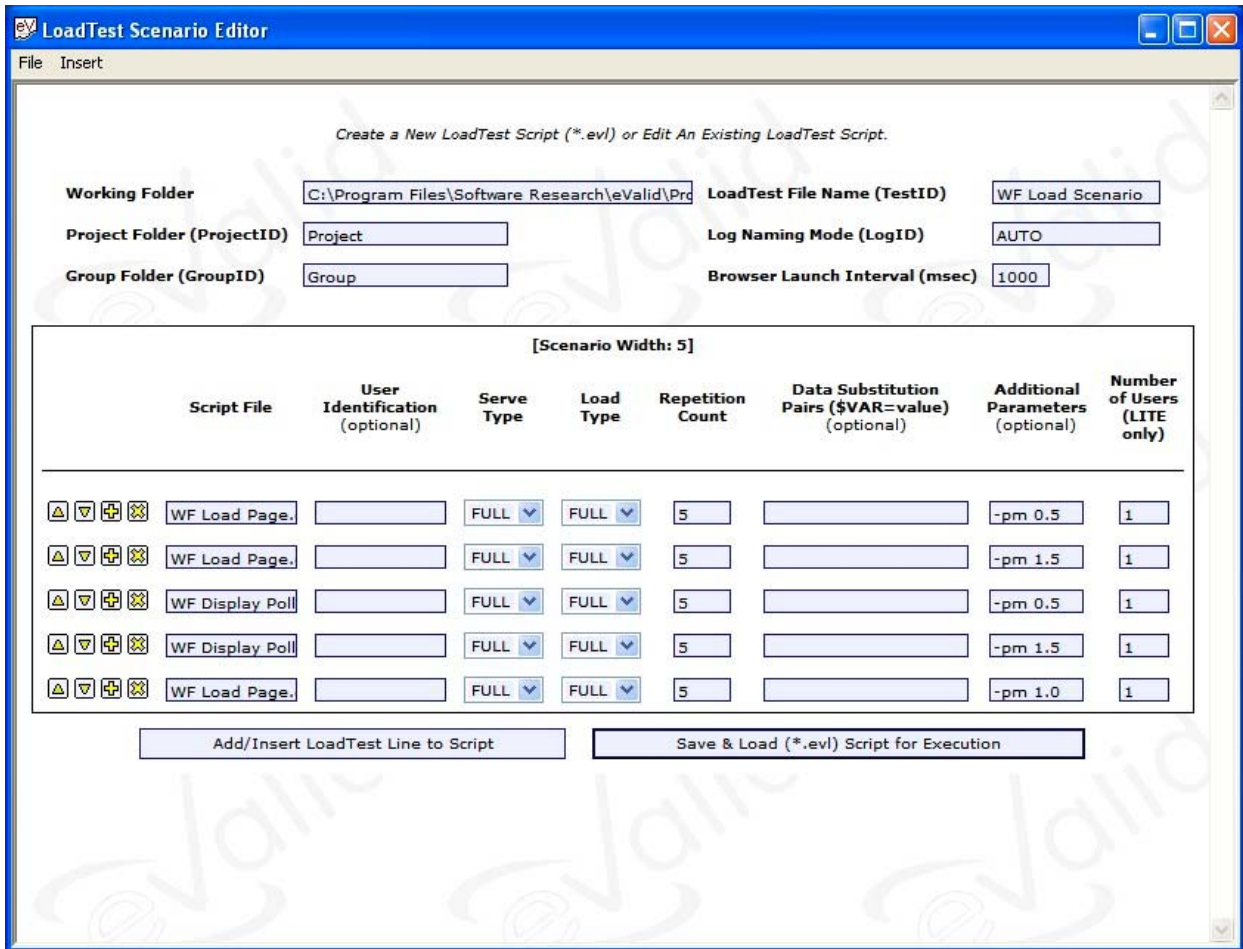 eV LoadTest Scenario Editor
File Insert
Create a New LoadTest Script (*.evl) or Edit An Existing LoadTest Script.
Working Folder C:\Program Files\Software Research\eValid\Pro LoadTest File Name (TestID) WF Load Scenario
Project Folder (ProjectID) Project Log Naming Mode (LogID) AUTO
Group Folder (GroupID) Group Browser Launch Interval (msec) 1000
[Scenario Width: 5]
Script File User Identification (optional) Serve Type Load Type Repetition Count Data Substitution Pairs ($VAR=value) (optional) Additional Parameters (optional) Number of Users (LITE only)
WF Load Page. FULL FULL 5 -pm 0.5 1
WF Load Page. FULL FULL 5 -pm 1.5 1
WF Display Poll FULL FULL 5 -pm 0.5 1
WF Display Poll FULL FULL 5 -pm 1.5 1
WF Load Page. FULL FULL 5 -pm 1.0 1
Add/Insert LoadTest Line to Script Save & Load (*.evl) Script for Execution
eValid